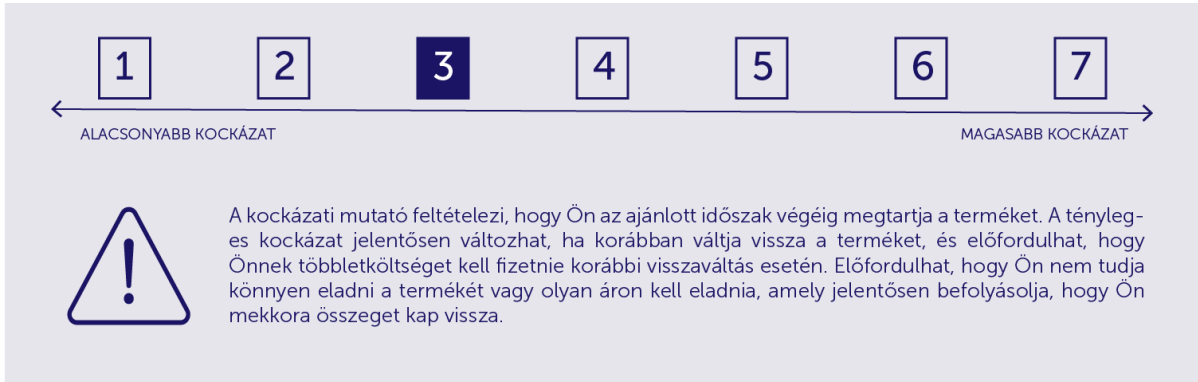 1 2 3 4 5 6 7
ALACSONYABB KOCKÁZAT MAGASABB KOCKÁZAT
A kockázati mutató feltételezi, hogy Ön az ajánlott időszak végéig megtartja a terméket. A tényleg-
es kockázat jelentősen változhat, ha korábban váltja vissza a terméket, és előfordulhat, hogy
Önnek többletköltséget kell fizetnie korábbi visszaváltás esetén. Előfordulhat, hogy Ön nem tudja
könnyen eladni a termékét vagy olyan áron kell eladnia, amely jelentősen befolyásolja, hogy Ön
mekkora összeget kap vissza.